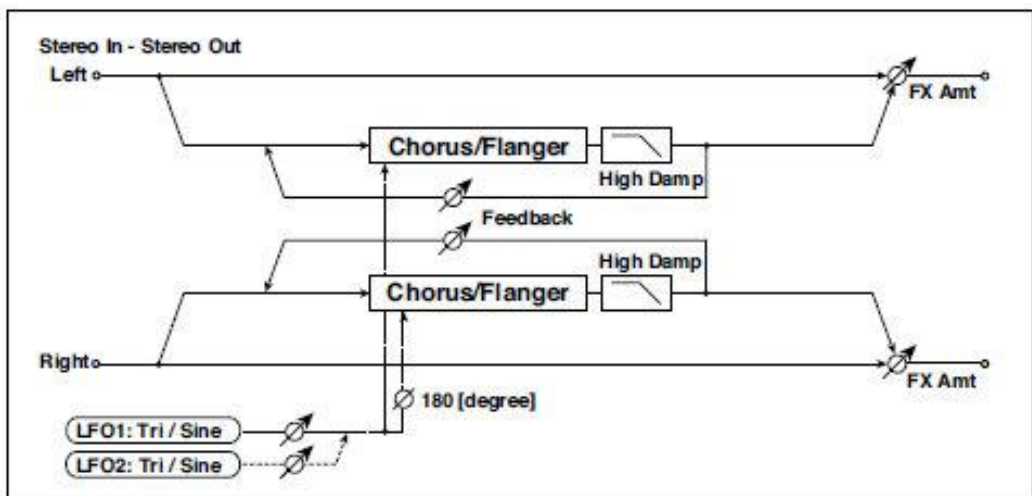 Stereo In - Stereo Out
Left
FX Amt
Chorus/Flanger
High Damp
Feedback
High Damp
Chorus/Flanger
Right
FX Amt
180 [degree]
LFO1: Tri / Sine
LFO2: Tri / Sine